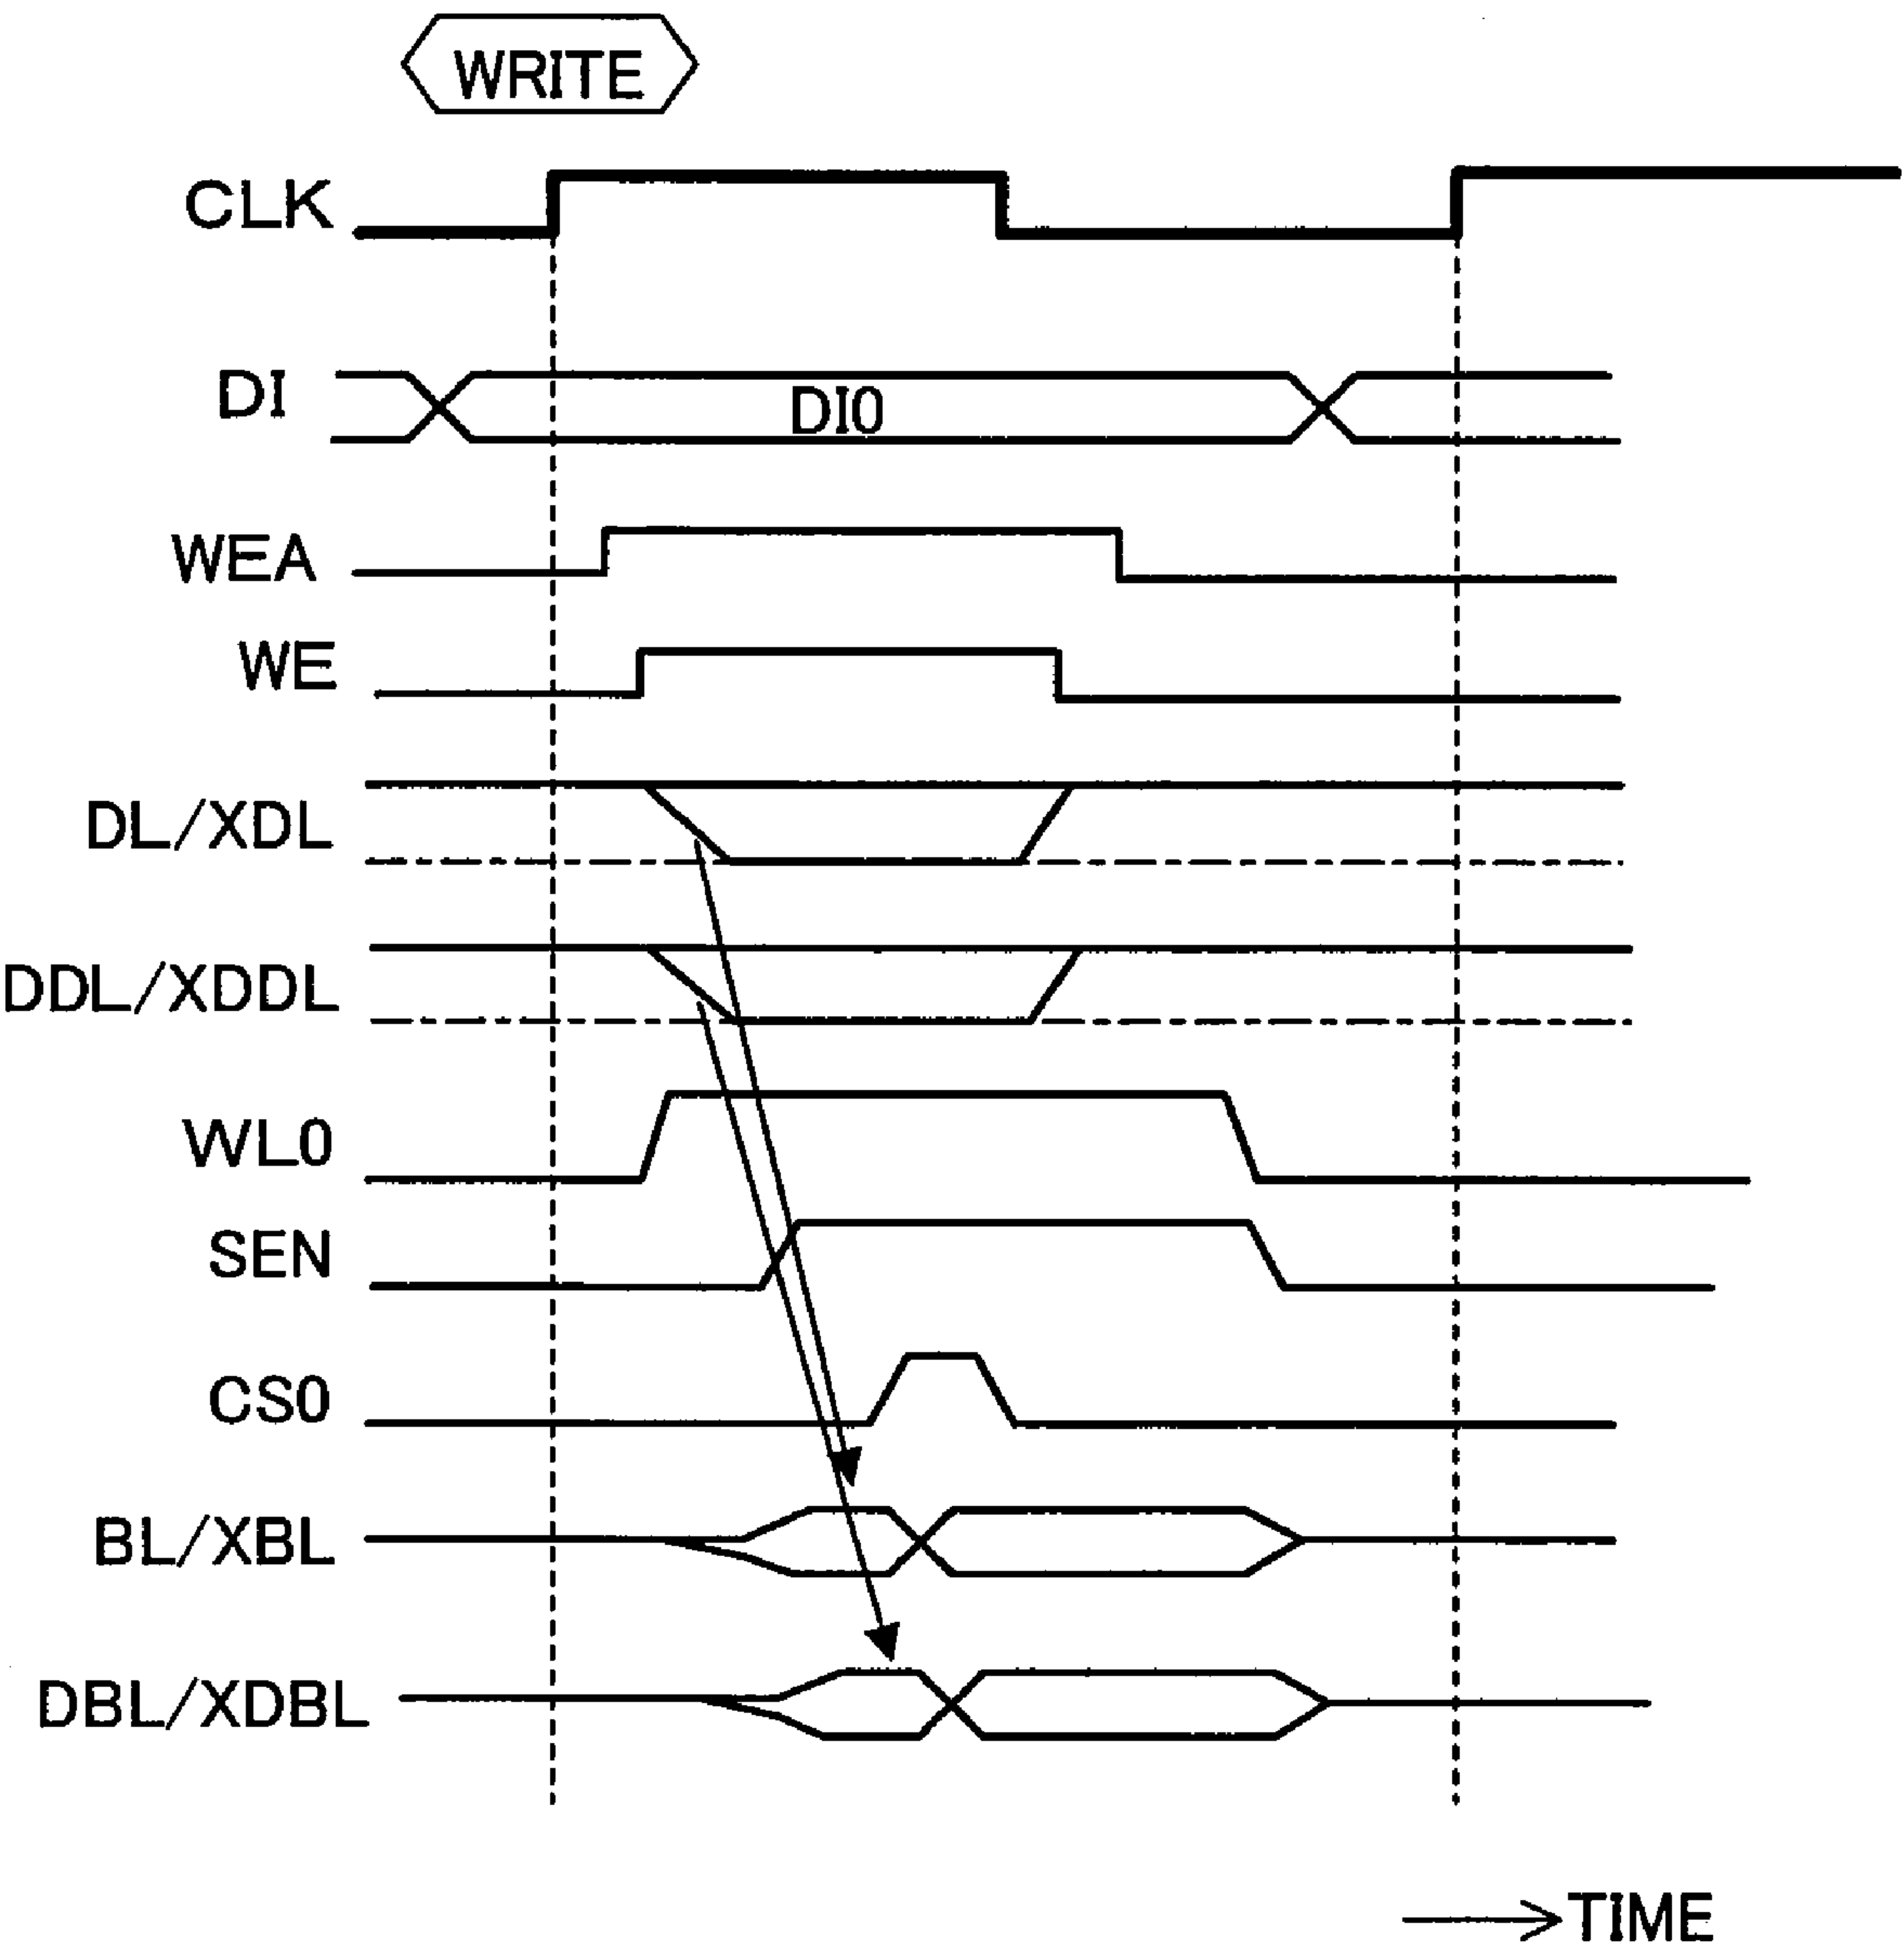 WRITE
CLK
DI
DI0
WEA
WE
DL/XDL
DDL/XDDL
WL0
SEN
CS0
BL/XBL
DBL/XDBL
TIME